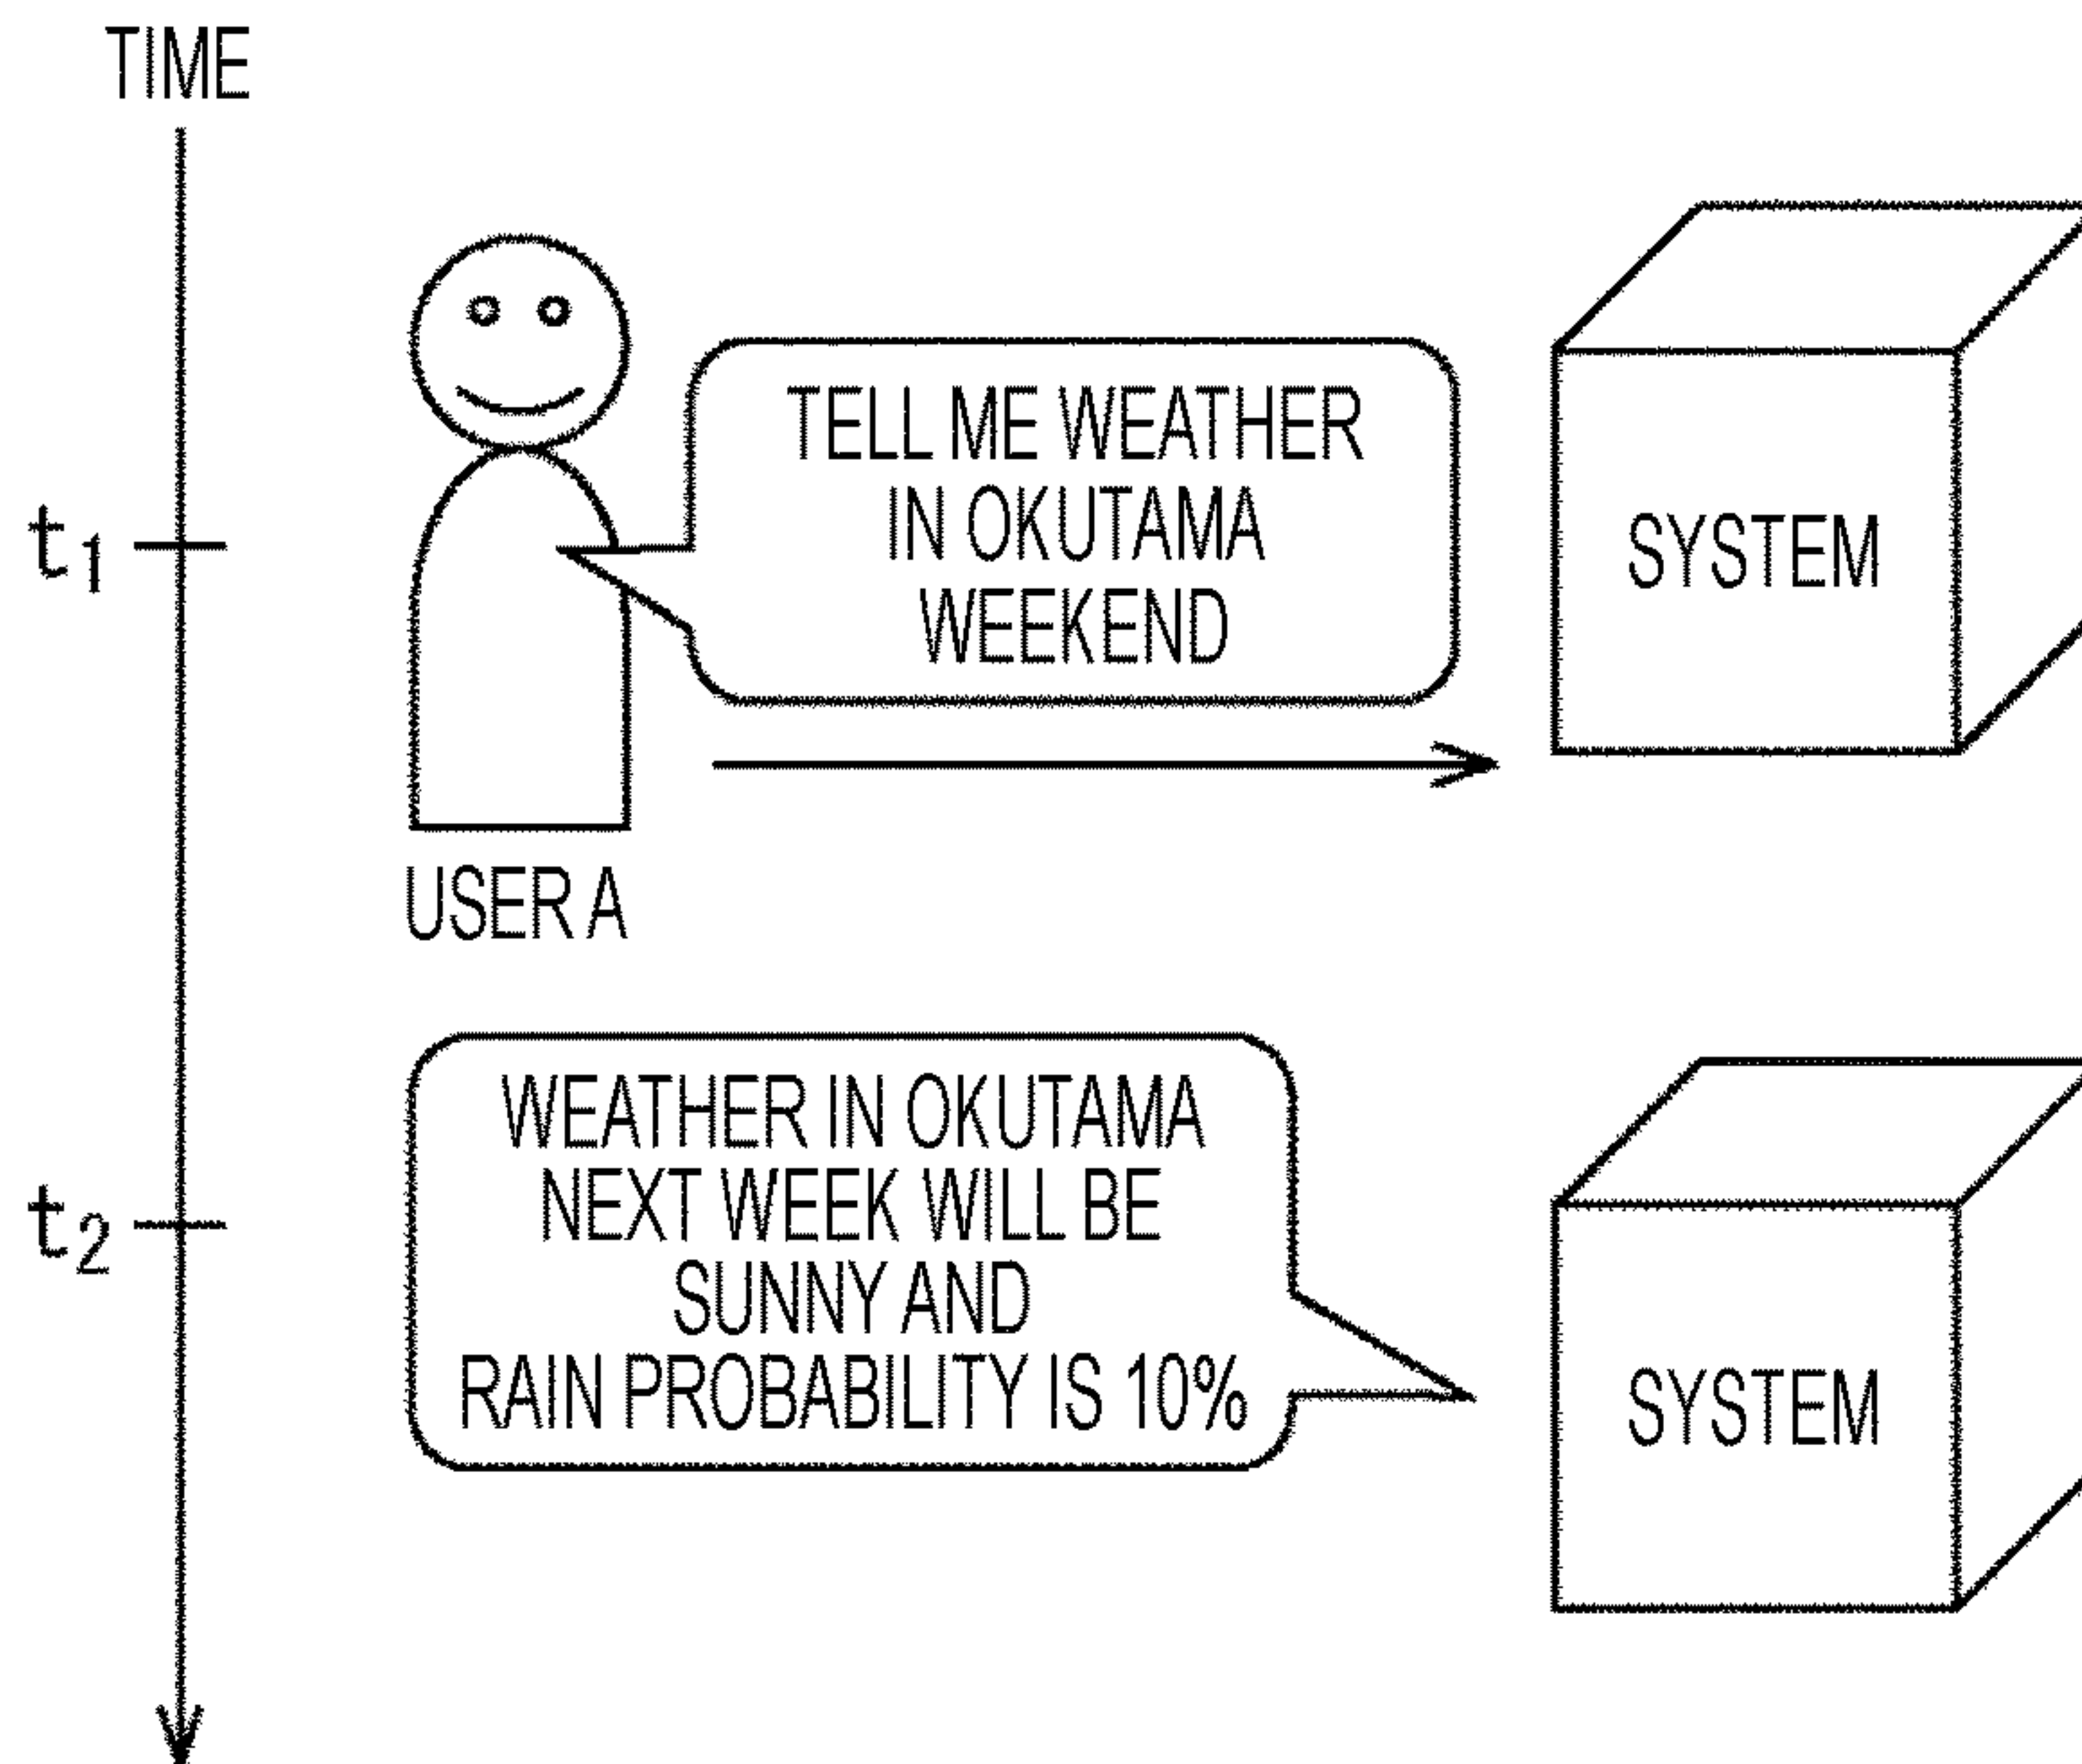 TIME
TELL ME WEATHER
IN OKUTAMA
WEEKEND
SYSTEM
t1
USER A
WEATHER IN OKUTAMA
NEXT WEEK WILL BE
SUNNY AND
RAIN PROBABILITY IS 10%
t2
SYSTEM